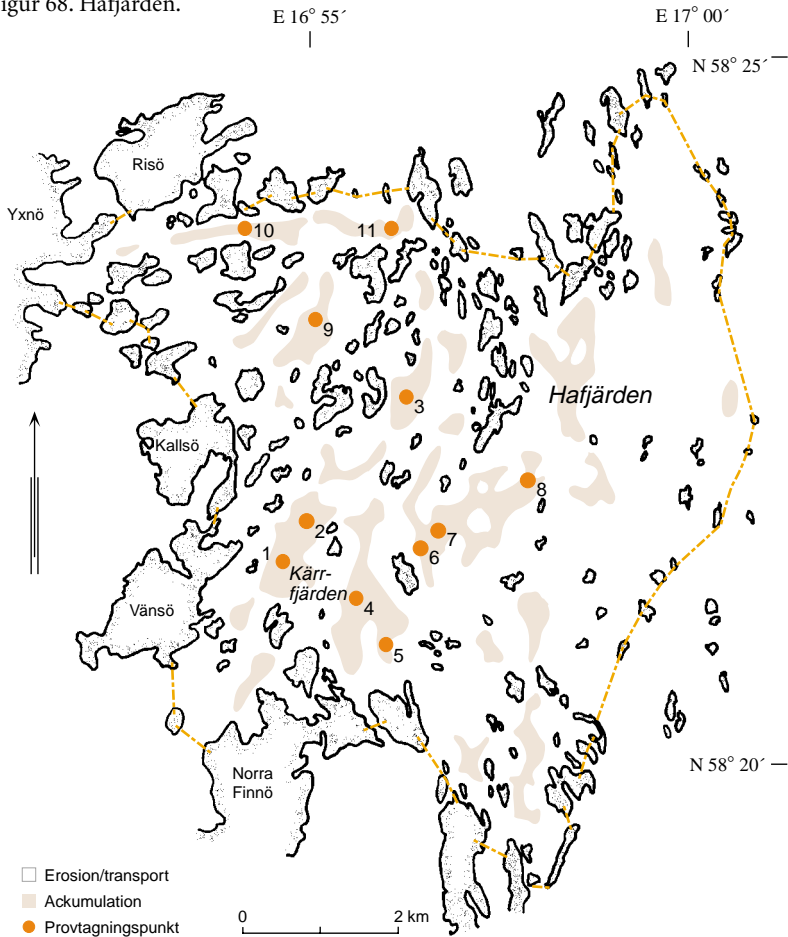 igur 68. Hafjärden.
E 16° 55´
E 17° 00´
N 58° 25´
Risö
Yxnö
10
11
9
Hafjärden
3
Kallsö
8
2
7
6
1
Kärr-
fjärden
4
Vänsö
5
N 58° 20´
Norra
Finnö
Erosion/transport
Ackumulation
Provtagningspunkt
0
2 km